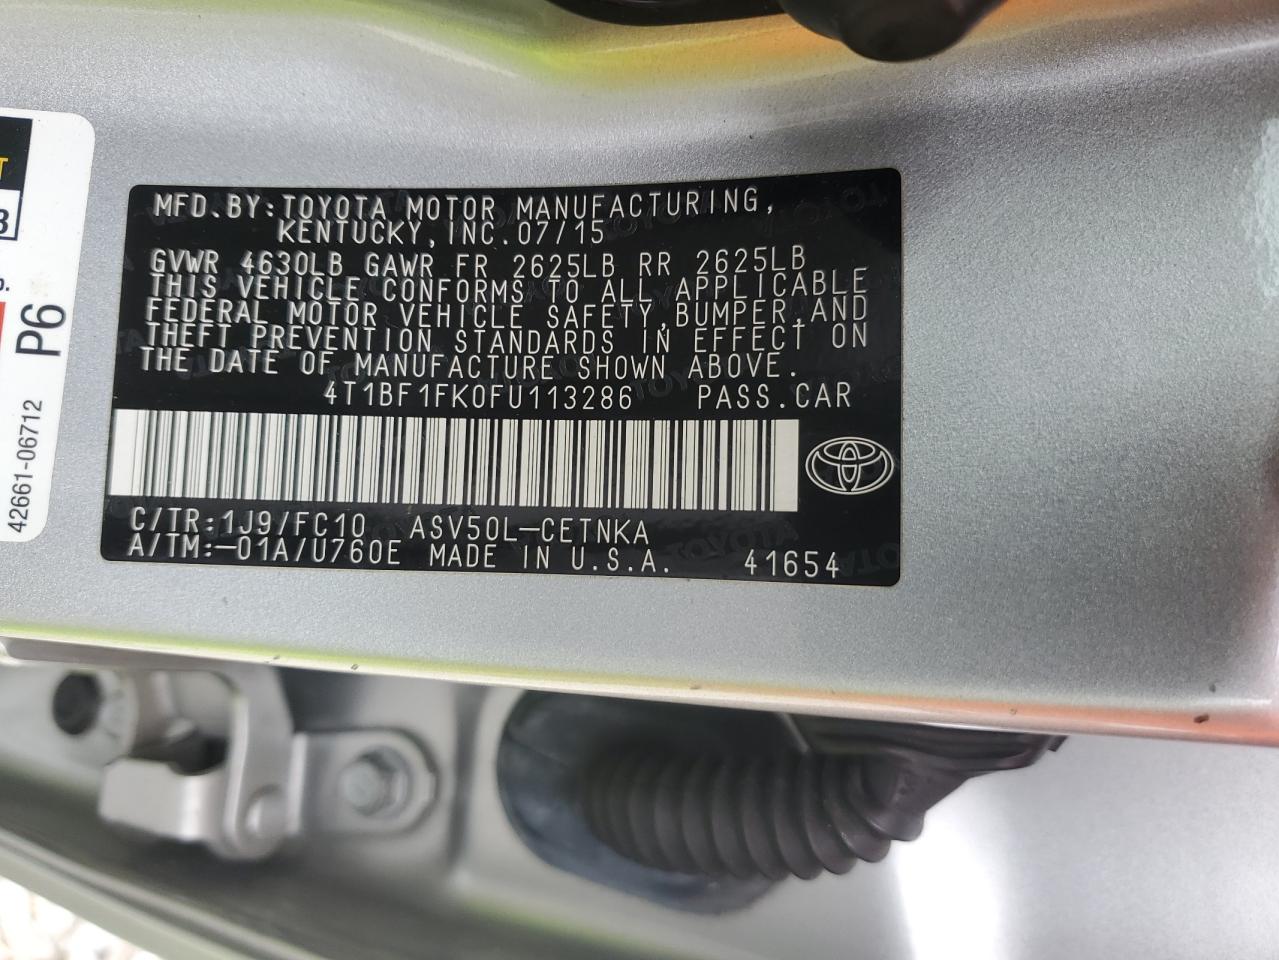 MFD.BY:TOYOTA MOTOR MANUFACTURING,
KENTUCKY,INC.07/15
GVWR 4630LB GAWR FR 2625LB RR 2625LB
THIS VEHICLE CONFORMS TO ALL APPLICABLE
FEDERAL MOTOR VEHICLE SAFETY,BUMPER,AND
THEFT PREVENTION STANDARDS IN EFFECT ON
THE DATE OF MANUFACTURE SHOWN ABOVE.
4T1BF1FK0FU113286 PASS.CAR
C/TR:1J9/FC10 ASV50L-CETNKA
A/TM:-01A/U760E MADE IN U.S.A. 41654
P6
42661-06712